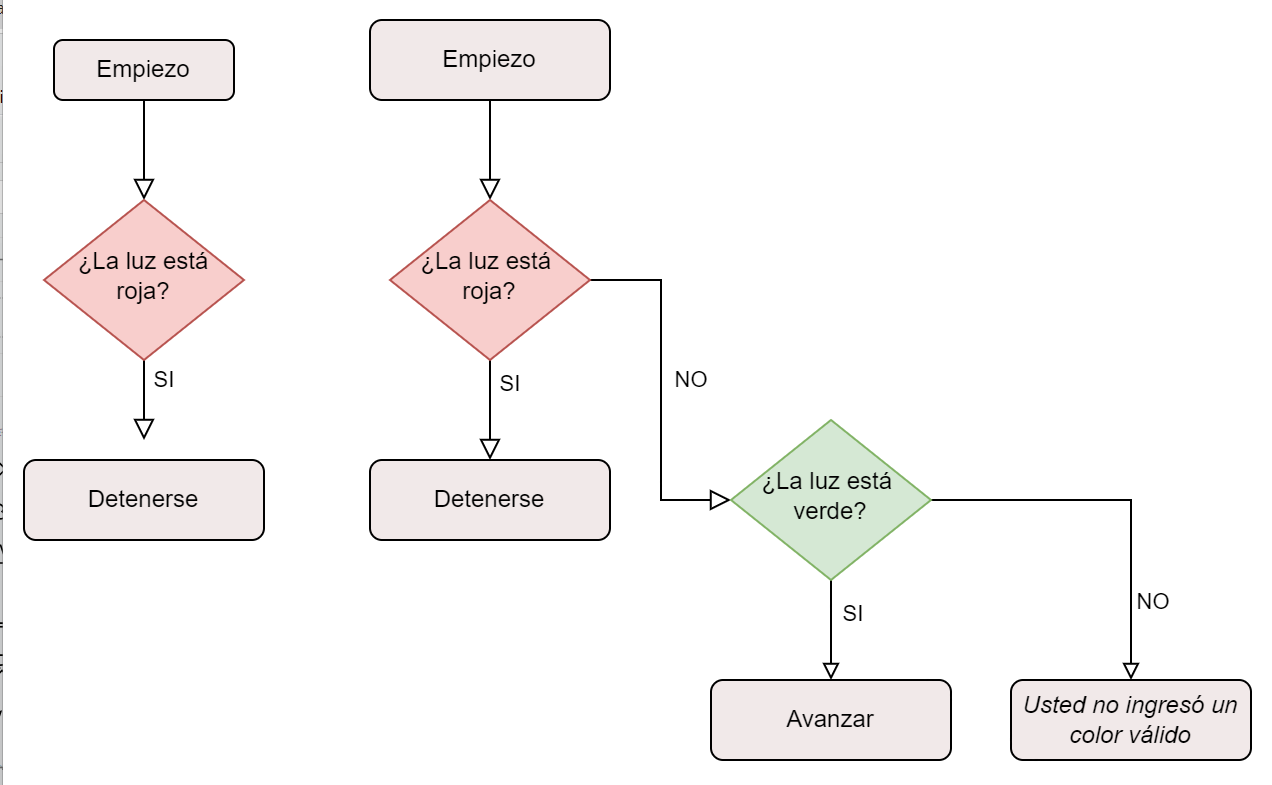 Empiezo
¿La luz está
roja?
SI
Detenerse
Empiezo
¿La luz está
roja?
SI
NO
Detenerse
¿La luz está
verde?
SI
NO
Avanzar
Usted no ingresó un
color válido